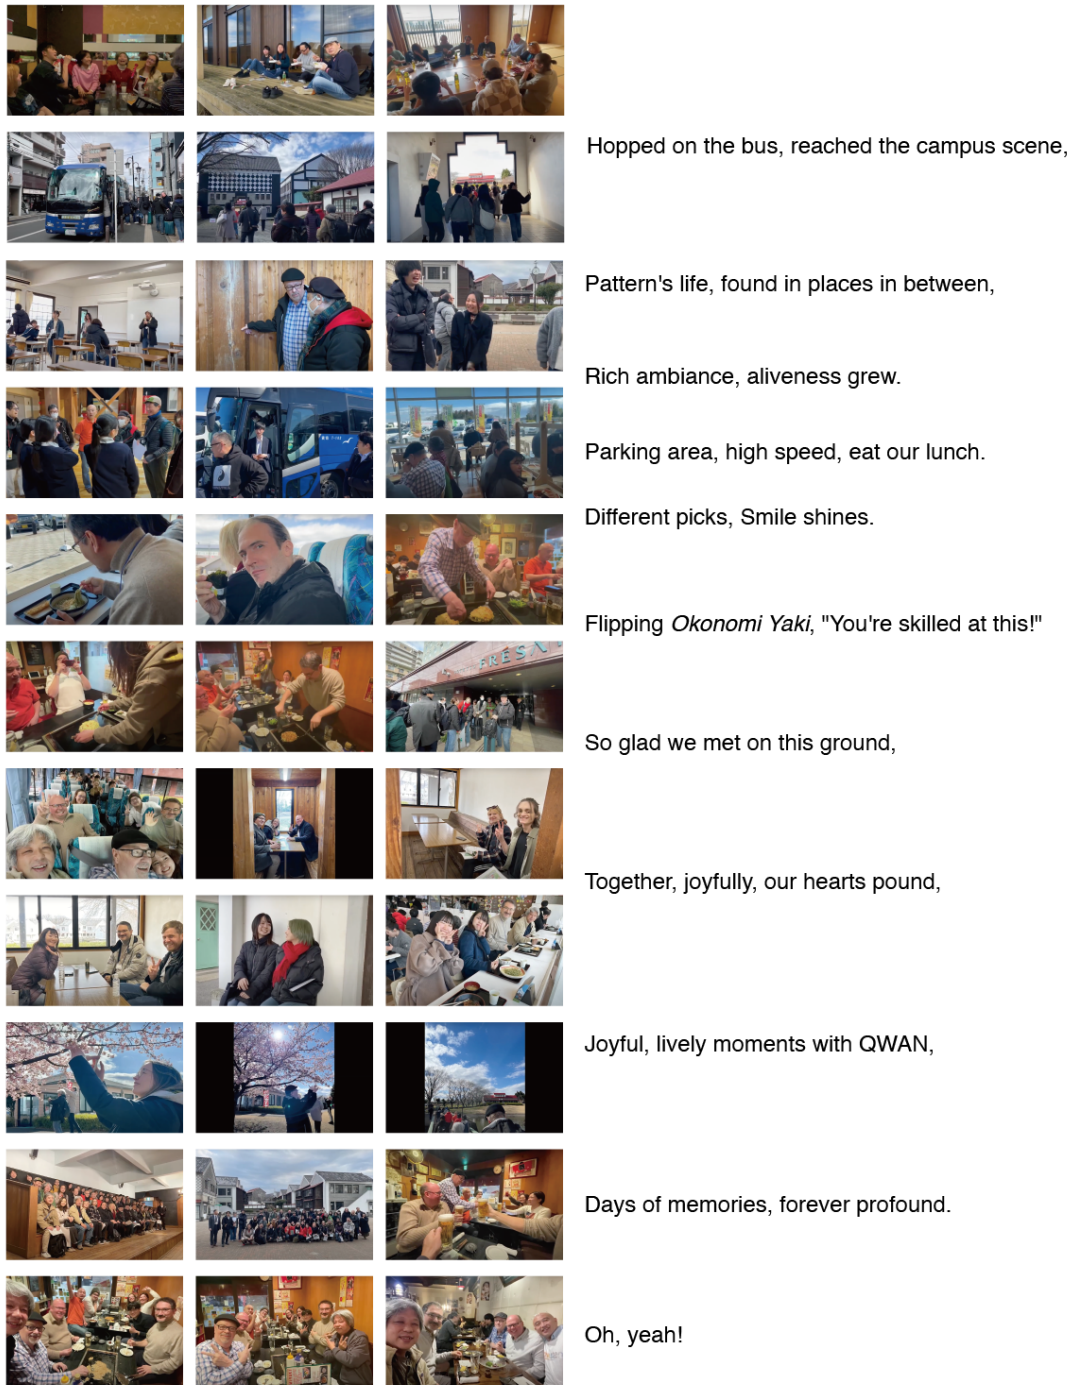 Hopped on the bus, reached the campus scene,
Pattern's life, found in places in between,
Rich ambiance, aliveness grew.
Parking area, high speed, eat our lunch.
Different picks, Smile shines.
Flipping Okonomi Yaki, "You're skilled at this!"
FRESA
So glad we met on this ground,
Together, joyfully, our hearts pound,
Joyful, lively moments with QWAN,
Days of memories, forever profound.
Oh, yeah!